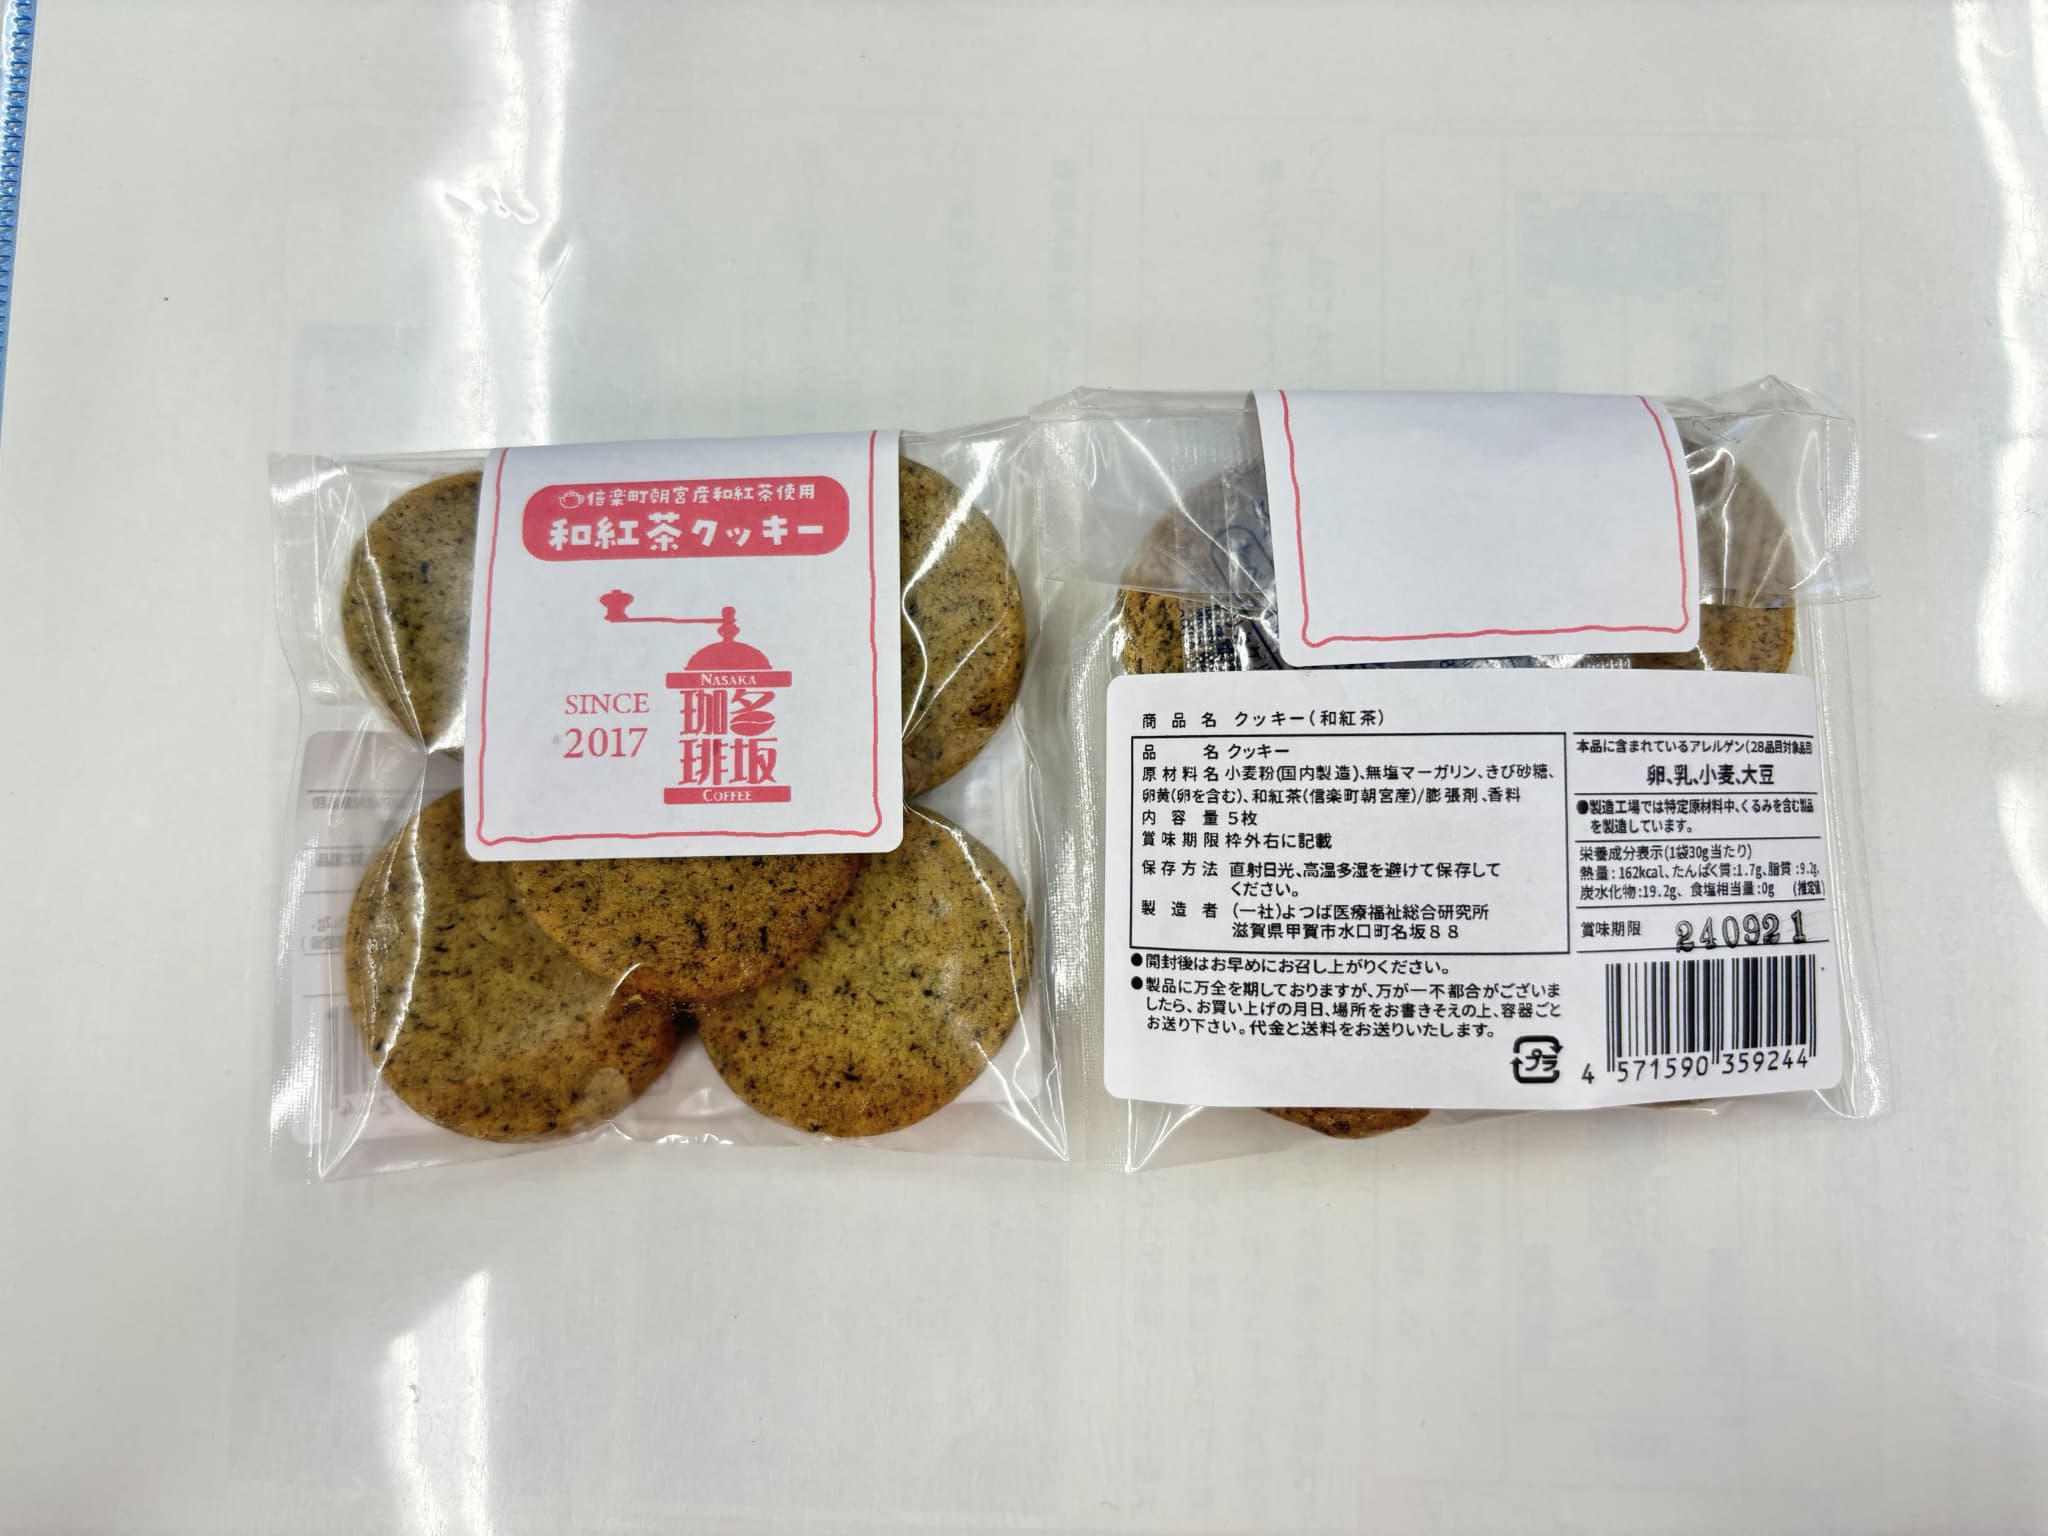 信楽町朝宮産和紅茶使用
和紅茶クッキー
SINCE
2017
NASAKA
珈名
琲坂
COFFEE
商品名 クッキー(和紅茶)
品名 クッキー
原材料名 小麦粉(国内製造)、無塩マーガリン、きび砂糖、
卵黄(卵を含む)、和紅茶(信楽町朝宮産)/膨張剤、香料
内容量 5枚
賞味期限 枠外右に記載
保存方法 直射日光、高温多湿を避けて保存して
ください。
製造者 (一社)よつば医療福祉総合研究所
滋賀県甲賀市水口町名坂88
●開封後はお早めにお召し上がりください。
●製品に万全を期しておりますが、万が一不都合がございま
したら、お買い上げの月日、場所をお書きそえの上、容器ごと
お送り下さい。代金と送料をお送りいたします。
プラ
本品に含まれているアレルゲン(28品目対象品目
卵、乳、小麦、大豆
●製造工場では特定原材料中、くるみを含む製品
を製造しています。
栄養成分表示(1袋30g当たり)
熱量:162kcal、たんぱく質:1.7g、脂質:9.2g、
炭水化物:19.2g、食塩相当量:0g (推定値)
賞味期限 240921
4 571590 359244